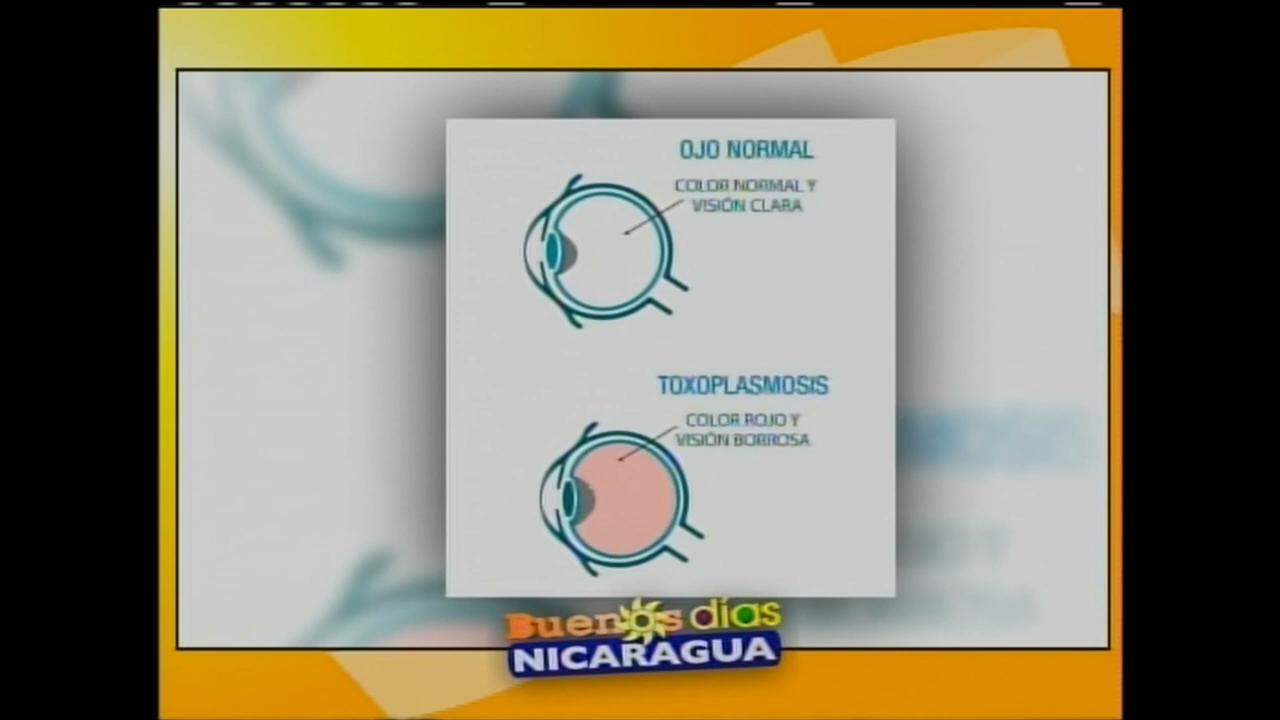 OJO NORMAL
COLOR NORMAL Y
VISIÓN CLARA
TOXOPLASMOSIS
COLOR ROJO Y
VISIÓN BORROSA
Buenos días
NICARAGUA